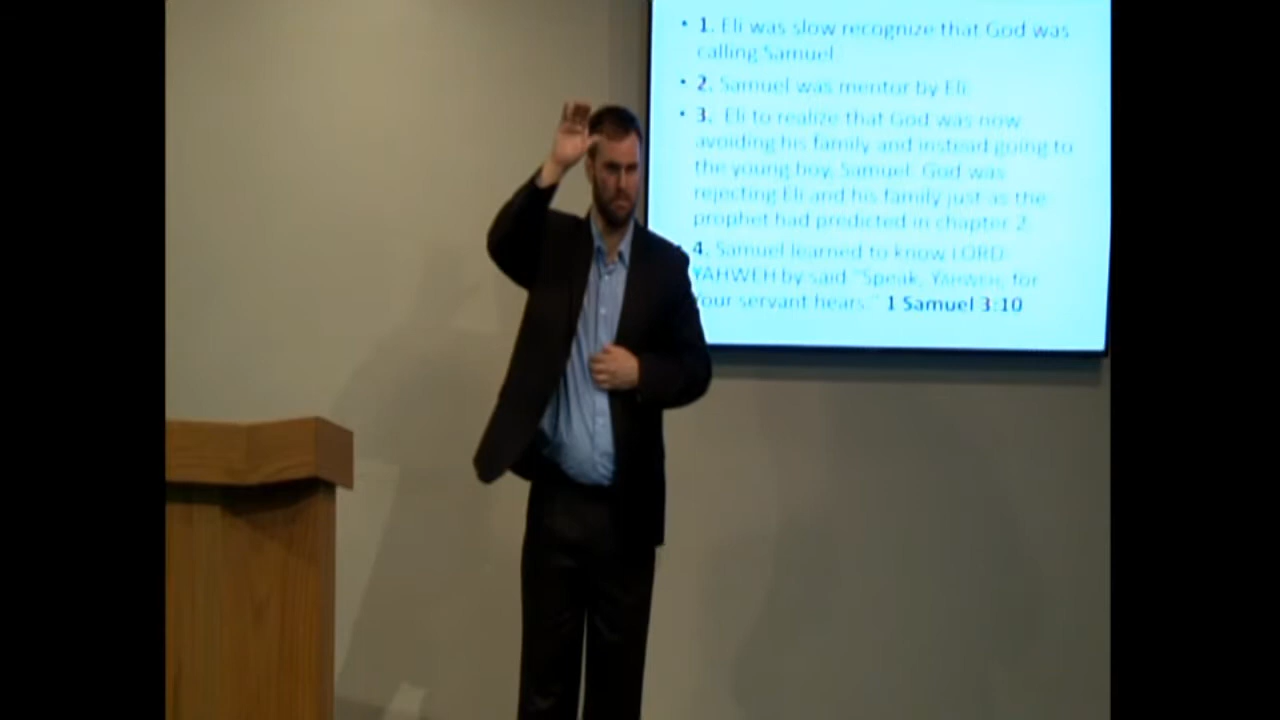 • 1. Eli was slow recognize that God was
calling Samuel
• 2. Samuel was mentor by Eli
• 3. Eli to realize that God was now
avoiding his family and instead going to
the young boy, Samuel. God was
rejecting Eli and his family just as the
prophet had predicted in chapter 2
4. Samuel learned to know LORD
YAHWEH by said "Speak, YAHWEH, for
Your servant hears." 1 Samuel 3:10